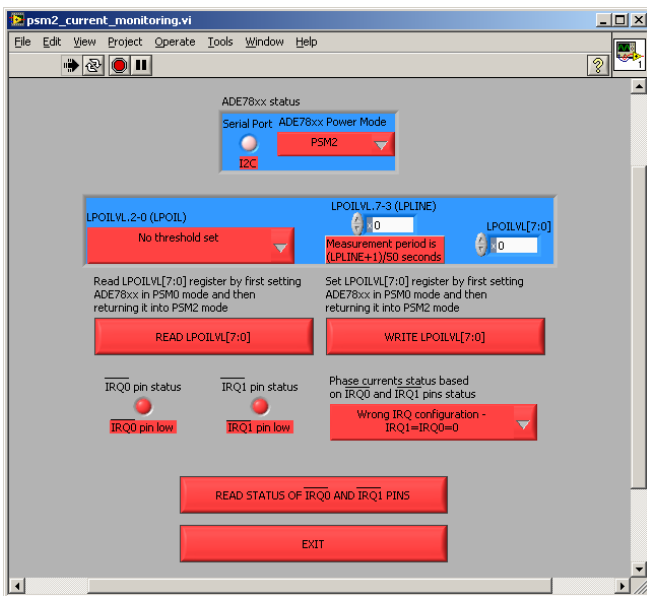 psm2_current_monitoring.vi
File Edit View Project Operate Tools Window Help
?
1
ADE78xx status
Serial Port ADE78xx Power Mode
PSM2
I2C
LPOILVL.7-3 (LPLINE)
LPOILVL.2-0 (LPOIL)
LPOILVL[7:0]
x0
No threshold set
x0
Measurement period is
(LPLINE+1)/50 seconds
Read LPOILVL[7:0] register by first setting
ADE78xx in PSM0 mode and then
returning it into PSM2 mode
Set LPOILVL[7:0] register by first setting
ADE78xx in PSM0 mode and then
returning it into PSM2 mode
READ LPOILVL[7:0]
WRITE LPOILVL[7:0]
IRQ0 pin status
IRQ1 pin status
IRQ0 pin low
IRQ1 pin low
Phase currents status based
on IRQ0 and IRQ1 pins status
Wrong IRQ configuration -
IRQ1=IRQ0=0
READ STATUS OF IRQ0 AND IRQ1 PINS
EXIT